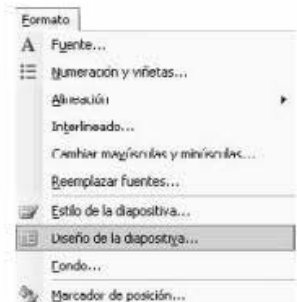 Formato
Fuente...
Numeración y viñetas...
Alineación
Interlineado...
Cambiar mayúsculas y minúsculas...
Reemplazar fuentes...
Estilo de la diapositiva...
Diseño de la diapositiva...
Fondo...
Marcador de posición...